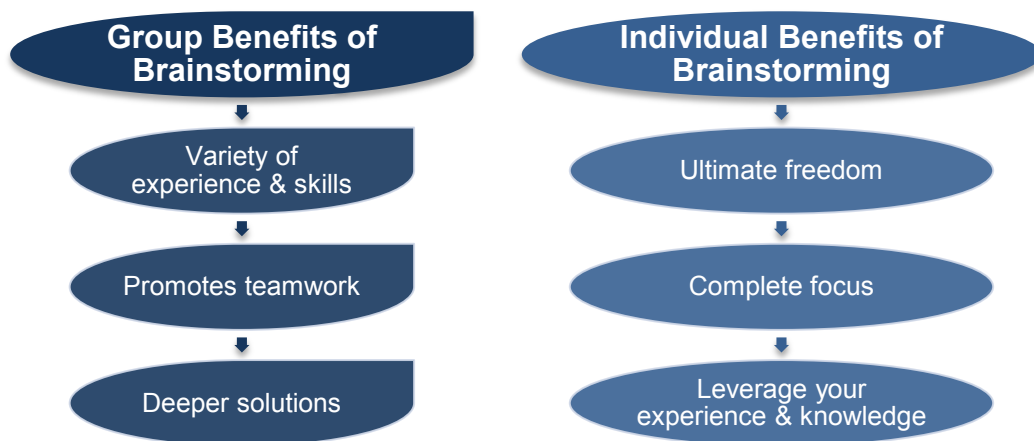 Group Benefits of
Brainstorming
Variety of
experience & skills
Promotes teamwork
Deeper solutions
Individual Benefits of
Brainstorming
Ultimate freedom
Complete focus
Leverage your
experience & knowledge